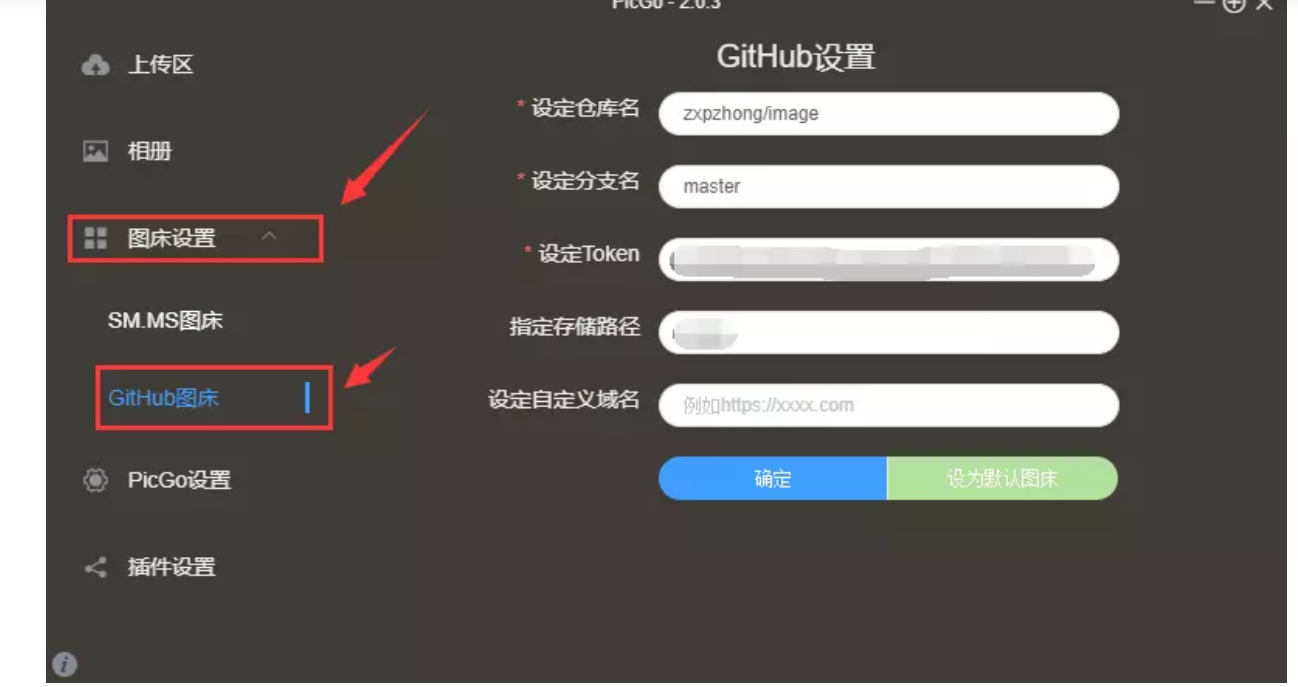 PicGo - 2.0.3
上传区
相册
图床设置
SM.MS图床
GitHub图床
PicGo设置
插件设置
GitHub设置
* 设定仓库名
zxpzhong/image
* 设定分支名
master
* 设定Token
指定存储路径
设定自定义域名
例如https://xxxx.com
确定
设为默认图床